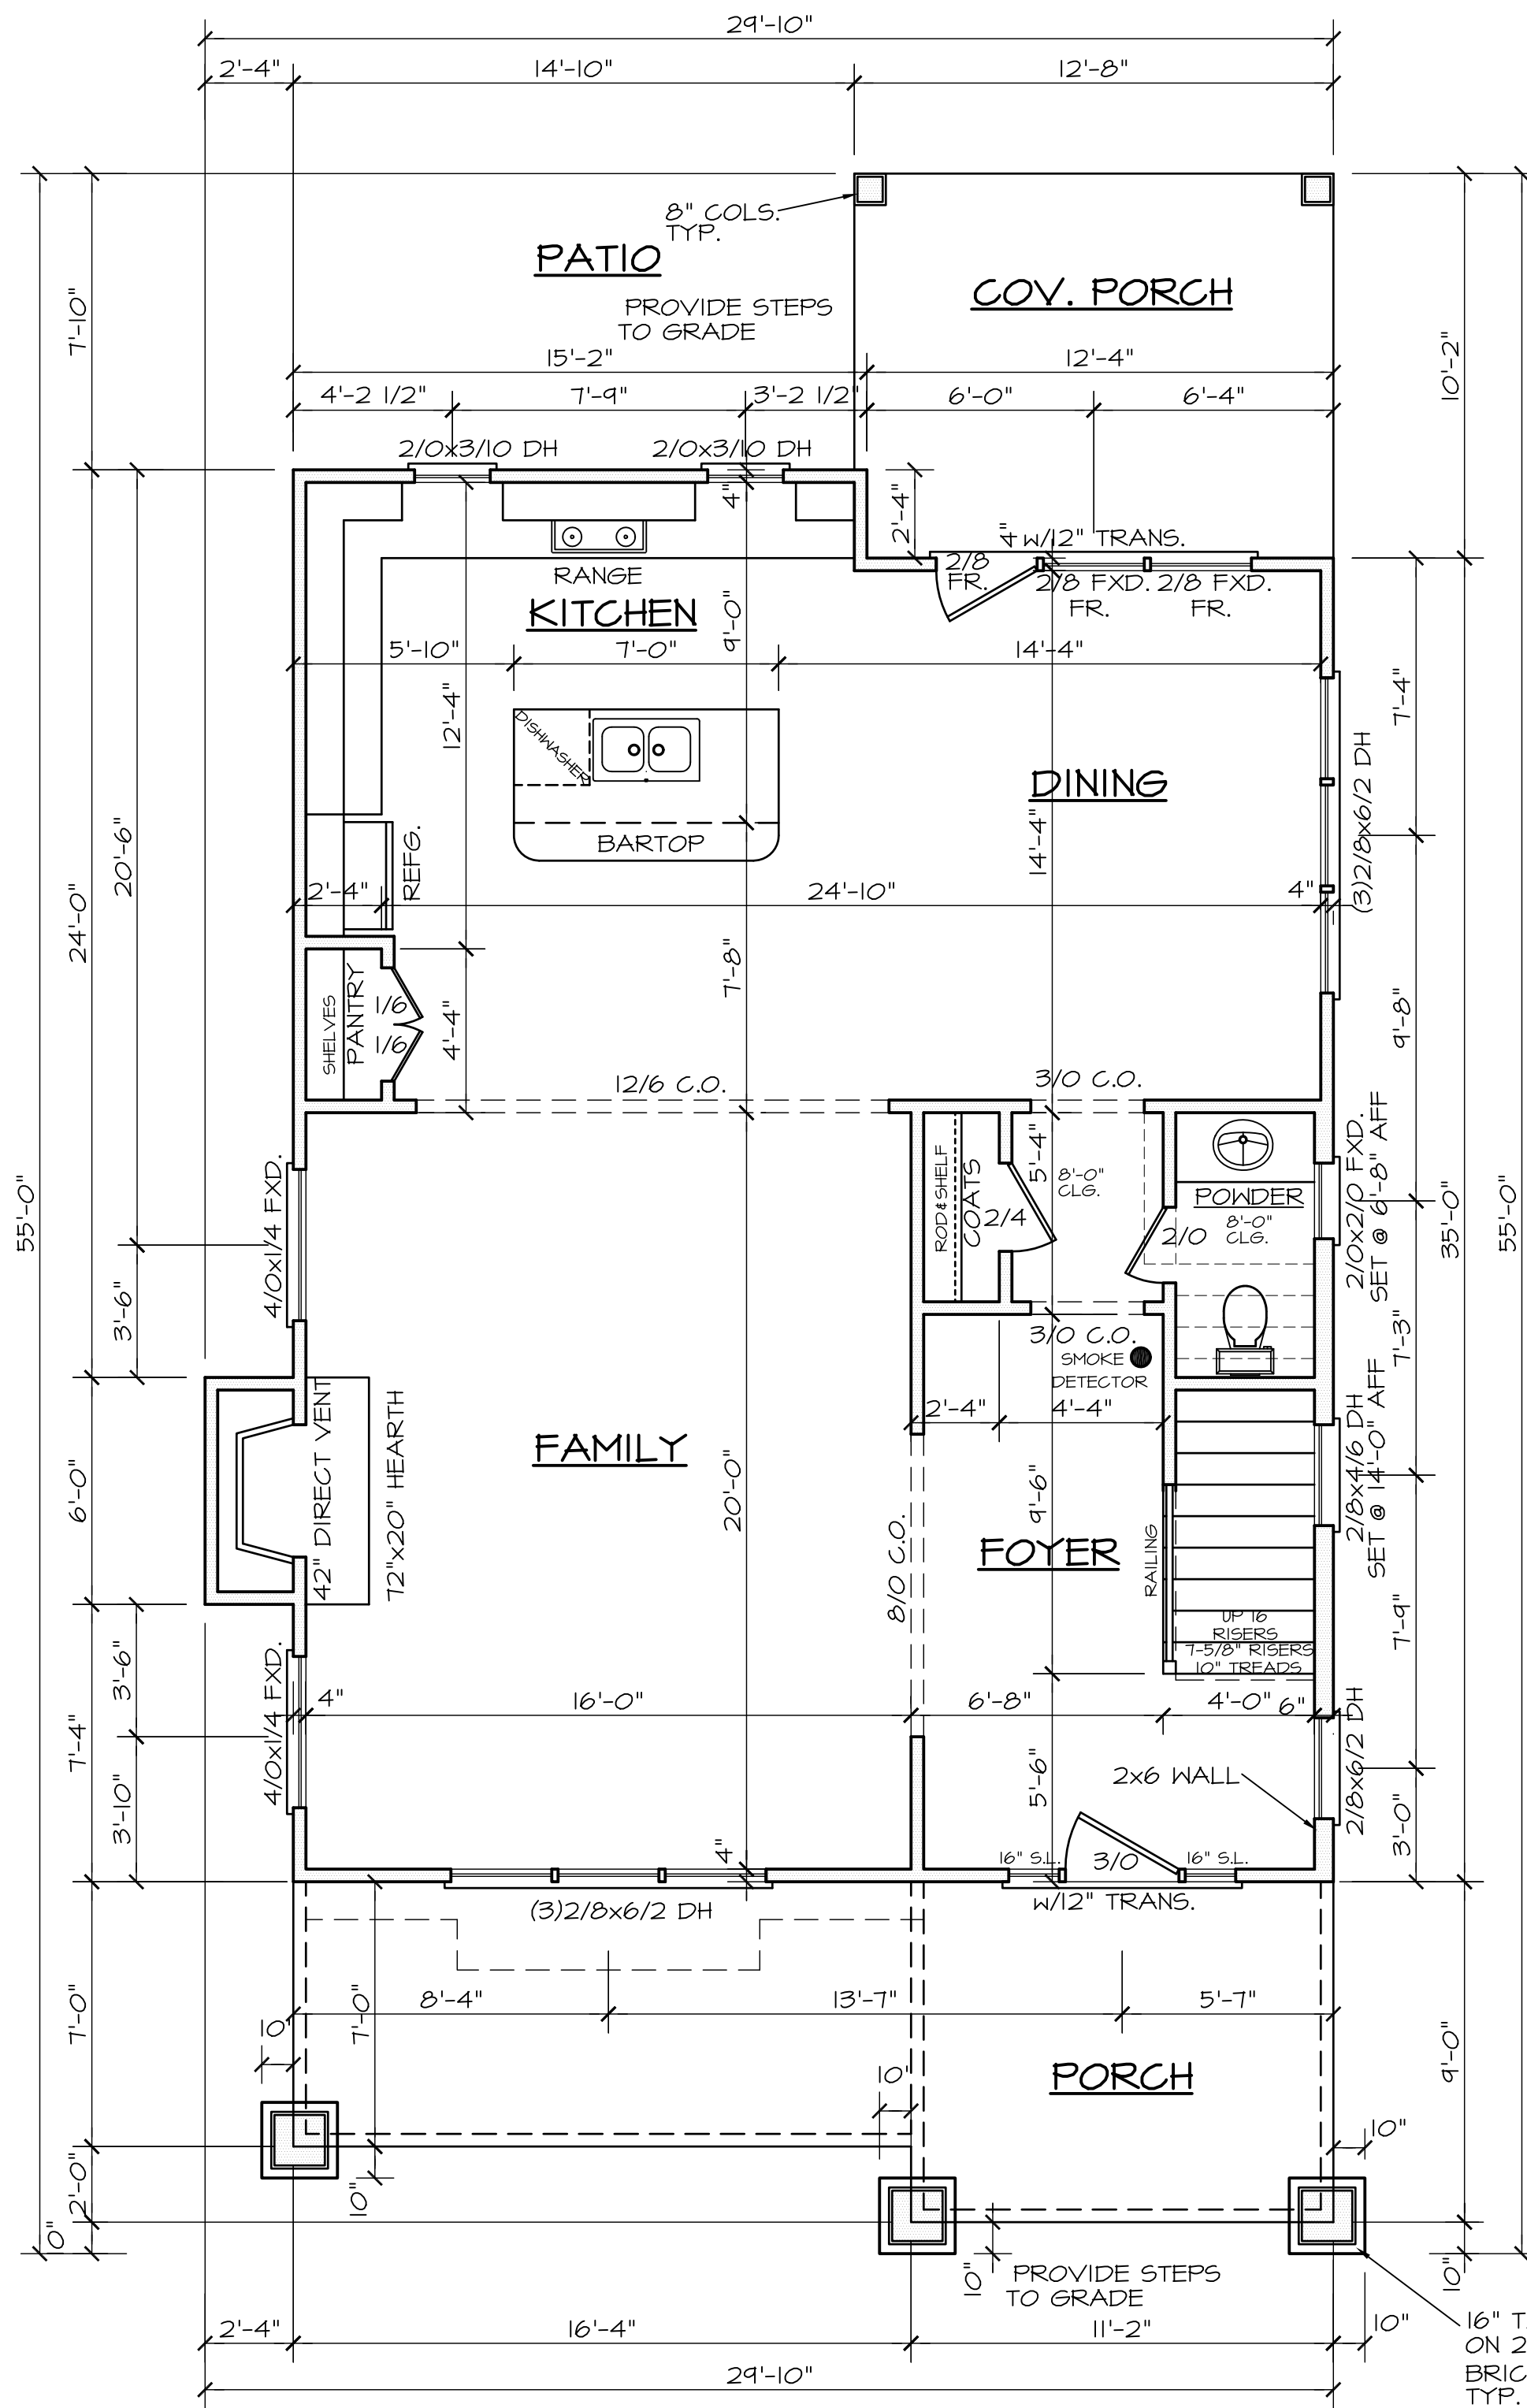 29'-10"
2'-4" 14'-10" 12'-8"
8" COLS.
TYP.
PATIO
COV. PORCH
PROVIDE STEPS
TO GRADE
7'-10"
10'-2"
15'-2" 12'-4"
4'-2 1/2" 7'-9" 3'-2 1/2" 6'-0" 6'-4"
2/0x3/10 DH 2/0x3/10 DH
4"
2'-4"
4" w/12" TRANS.
2/8
FR.
2/8 FXD.
FR.
2/8 FXD.
FR.
RANGE
KITCHEN
9'-0"
5'-10" 7'-0" 14'-4"
12'-4"
7'-4"
DISHWASHER
DINING
(3)2/8x6/2 DH
BARTOP
14'-4"
REFG.
20'-6"
24'-0"
2'-4" 24'-10" 4"
7'-8"
9'-8"
SHELVES
PANTRY
1/6
1/6
4'-4"
12/6 C.O. 3/0 C.O.
55'-0"
35'-0"
55'-0"
4/0x1/4 FXD.
3'-6"
ROD&SHELF
COATS
2/4
5'-4"
8'-0"
CLG.
POWDER
8'-0"
CLG.
2/0
2/0x2/0 FXD.
SET @ 6'-8" AFF
7'-3"
3/0 C.O.
SMOKE
DETECTOR
2'-4" 4'-4"
6'-0"
42" DIRECT VENT
72"x20" HEARTH
FAMILY
20'-0"
8/0 C.O.
9'-6"
FOYER
RAILING
2/8x4/6 DH
SET @ 14'-0" AFF
7'-9"
UP 16
RISERS
7-5/8" RISERS
10" TREADS
3'-6"
7'-4"
3'-10"
4/0x1/4 FXD.
4" 16'-0" 6'-8" 4'-0" 6"
5'-6"
2x6 WALL
2/8x6/2 DH
3'-0"
4"
16" S.L. 3/0 16" S.L.
(3)2/8x6/2 DH
w/12" TRANS.
7'-0"
7'-0"
8'-4" 13'-7" 5'-7"
10'
10'
PORCH
9'-0"
10"
2'-0"
10"
10"
10"
PROVIDE STEPS
TO GRADE
10"
2'-4" 16'-4" 11'-2" 10"
29'-10"
16"
ON
TYP.